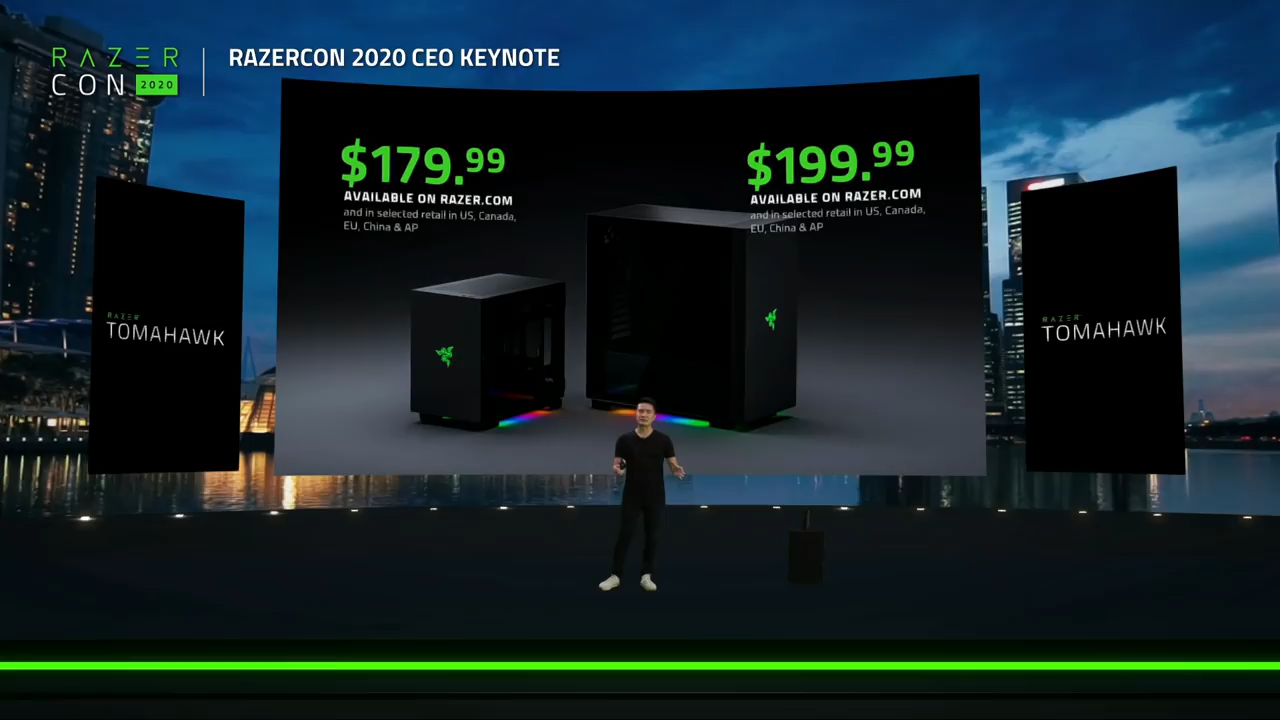 RAZER
CON 2020
RAZERCON 2020 CEO KEYNOTE
$179.99
AVAILABLE ON RAZER.COM
and in selected retail in US, Canada,
EU, China & AP
$199.99
AVAILABLE ON RAZER.COM
and in selected retail in US, Canada,
EU, China & AP
RAZER
TOMAHAWK
RAZER
TOMAHAWK